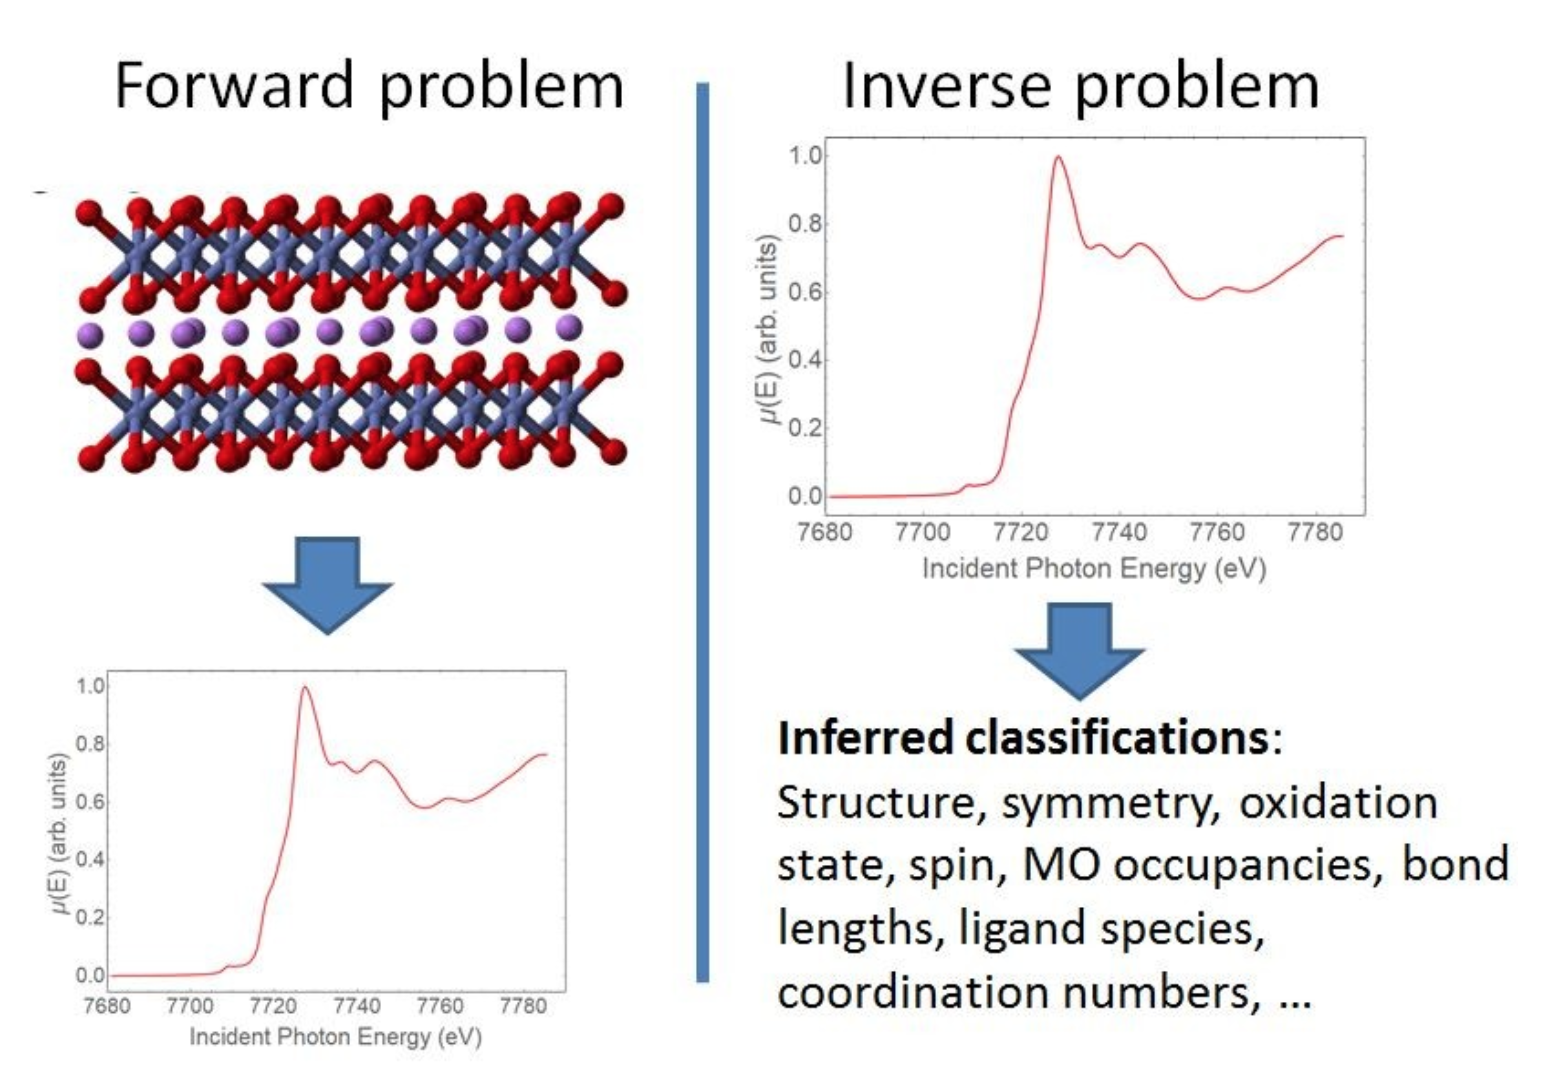 Forward problem
1.0
0.8
0.6
0.4
0.2
0.0
μ(E) (arb. units)
7680 7700 7720 7740 7760 7780
Incident Photon Energy (eV)
Inverse problem
1.0
0.8
0.6
0.4
0.2
0.0
μ(E) (arb. units)
7680 7700 7720 7740 7760 7780
Incident Photon Energy (eV)
Inferred classifications:
Structure, symmetry, oxidation
state, spin, MO occupancies, bond
lengths, ligand species,
coordination numbers, ...